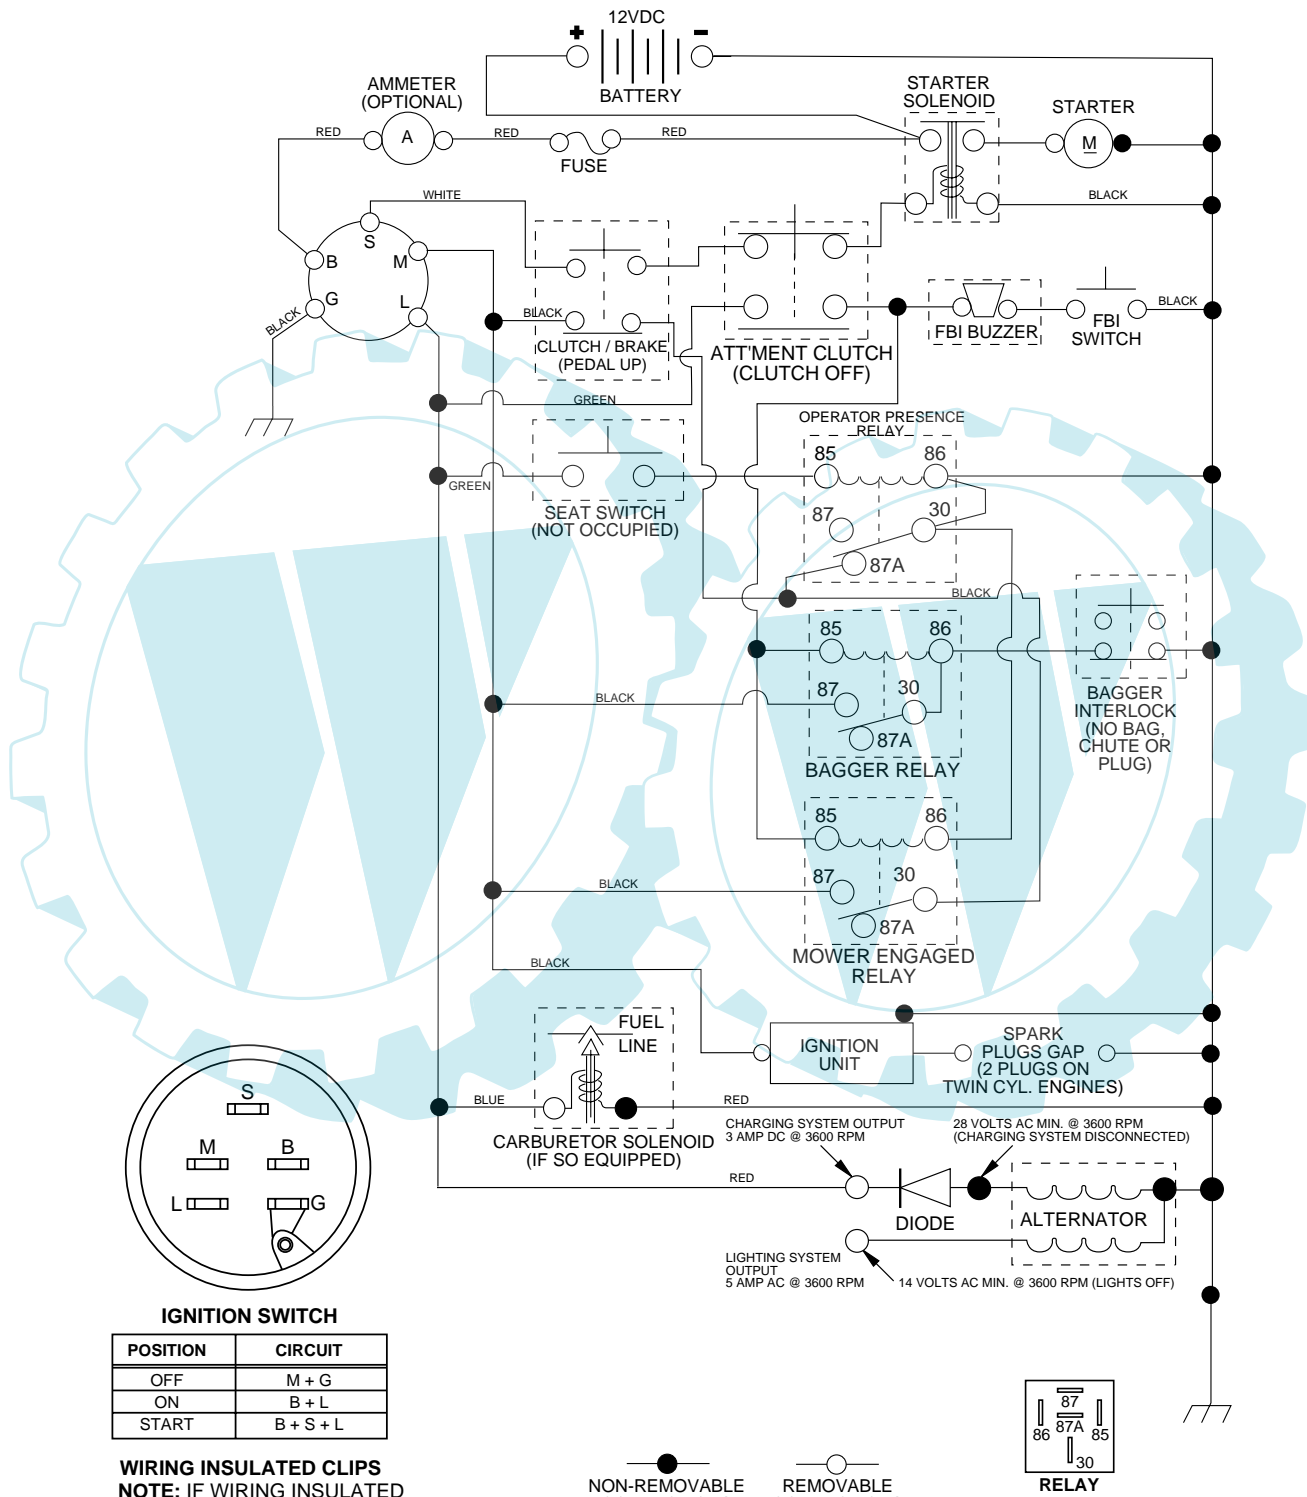 12VDC
+
-
BATTERY
AMMETER
(OPTIONAL)
A
RED
RED
FUSE
RED
STARTER
SOLENOID
STARTER
M
BLACK
WHITE
S
B
M
G
L
BLACK
BLACK
CLUTCH / BRAKE
(PEDAL UP)
ATT'MENT CLUTCH
(CLUTCH OFF)
FBI BUZZER
FBI
SWITCH
BLACK
GREEN
GREEN
SEAT SWITCH
(NOT OCCUPIED)
OPERATOR PRESENCE
RELAY
85
86
87
30
87A
BLACK
85
86
87
30
87A
BLACK
BAGGER RELAY
BAGGER
INTERLOCK
(NO BAG,
CHUTE OR
PLUG)
85
86
87
30
87A
BLACK
MOWER ENGAGED
RELAY
BLACK
FUEL
LINE
IGNITION
UNIT
SPARK
PLUGS GAP
(2 PLUGS ON
TWIN CYL. ENGINES)
BLUE
RED
CARBURETOR SOLENOID
(IF SO EQUIPPED)
CHARGING SYSTEM OUTPUT
3 AMP DC @ 3600 RPM
28 VOLTS AC MIN. @ 3600 RPM
(CHARGING SYSTEM DISCONNECTED)
RED
DIODE
ALTERNATOR
LIGHTING SYSTEM
OUTPUT
5 AMP AC @ 3600 RPM
14 VOLTS AC MIN. @ 3600 RPM (LIGHTS OFF)
S
M
B
L
G
IGNITION SWITCH
POSITION CIRCUIT
OFF M + G
ON B + L
START B + S + L
WIRING INSULATED CLIPS
NOTE: IF WIRING INSULATED
NON-REMOVABLE
REMOVABLE
87
86
87A
85
30
RELAY